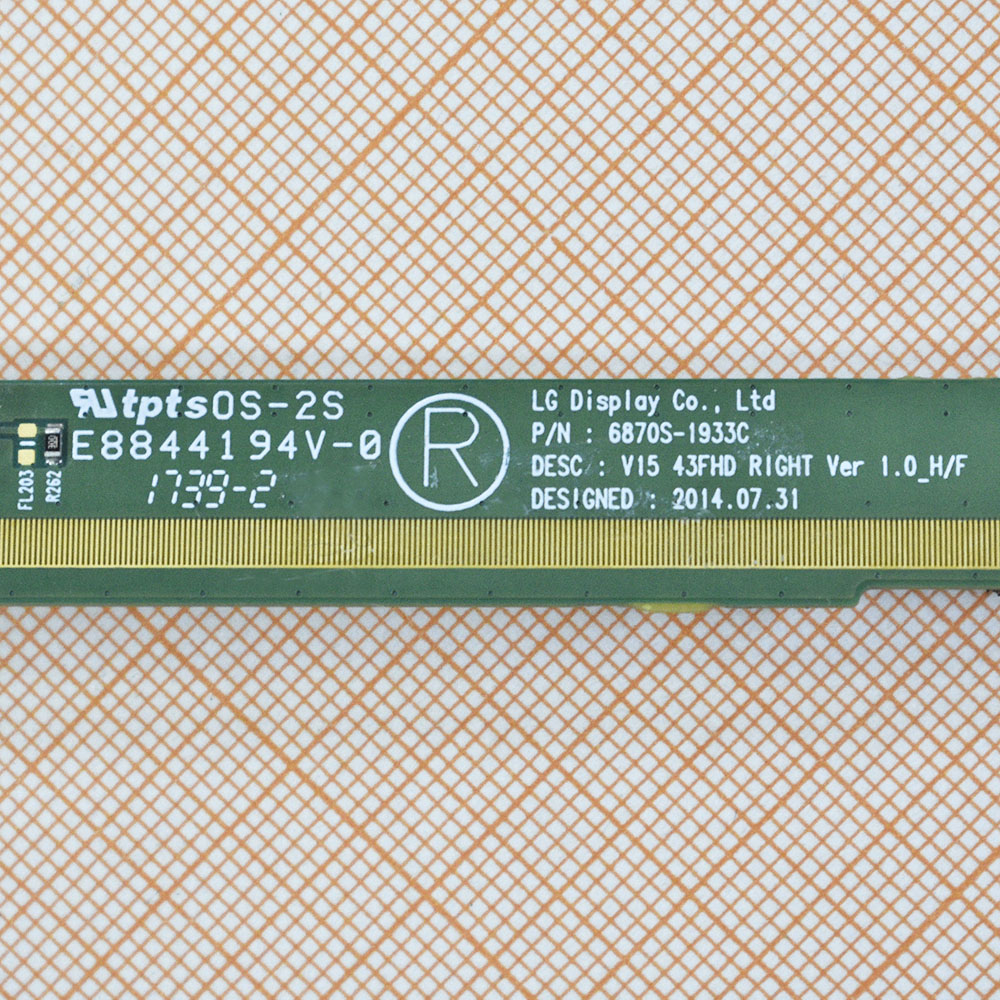 tptsOS-2S
E8844194V-0
1739-2
FL203
R262
R
LG Display Co., Ltd
P/N : 6870S-1933C
DESC : V15 43FHD RIGHT Ver 1.0_H/F
DESIGNED : 2014.07.31